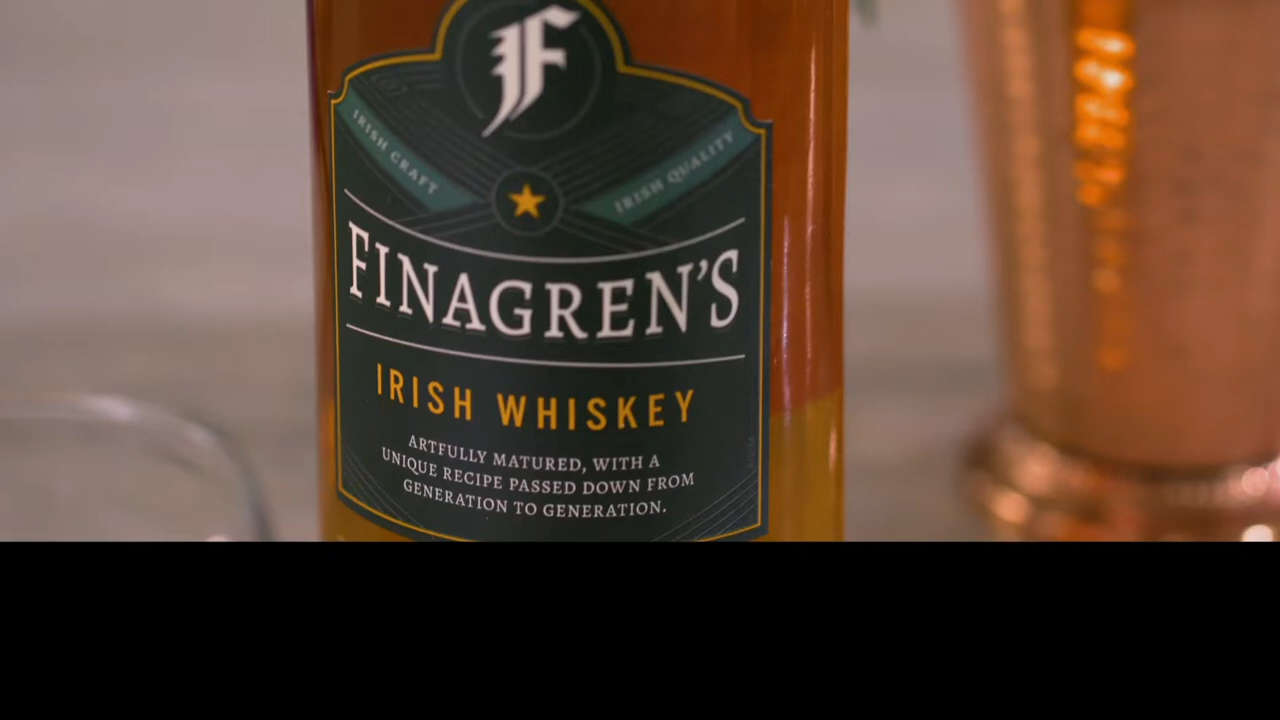 F
IRISH CRAFT
IRISH QUALITY
FINAGREN'S
IRISH WHISKEY
ARTFULLY MATURED, WITH A
UNIQUE RECIPE PASSED DOWN FROM
GENERATION TO GENERATION.